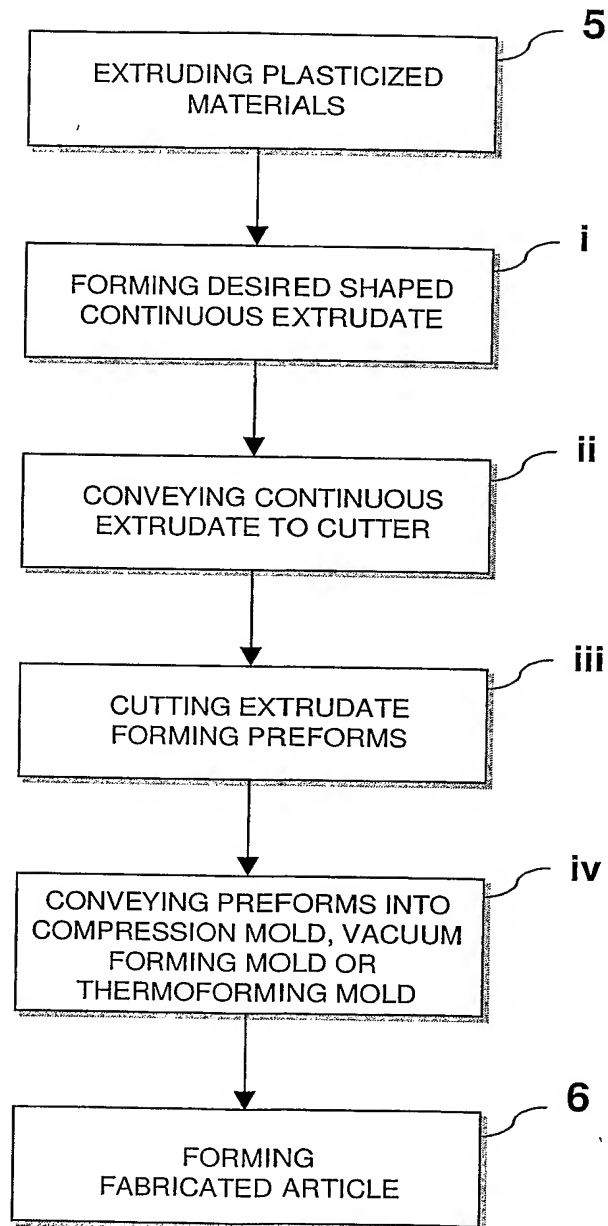 5
EXTRUDING PLASTICIZED
MATERIALS
i
FORMING DESIRED SHAPED
CONTINUOUS EXTRUDATE
ii
CONVEYING CONTINUOUS
EXTRUDATE TO CUTTER
iii
CUTTING EXTRUDATE
FORMING PREFORMS
iv
CONVEYING PREFORMS INTO
COMPRESSION MOLD, VACUUM
FORMING MOLD OR
THERMOFORMING MOLD
6
FORMING
FABRICATED ARTICLE